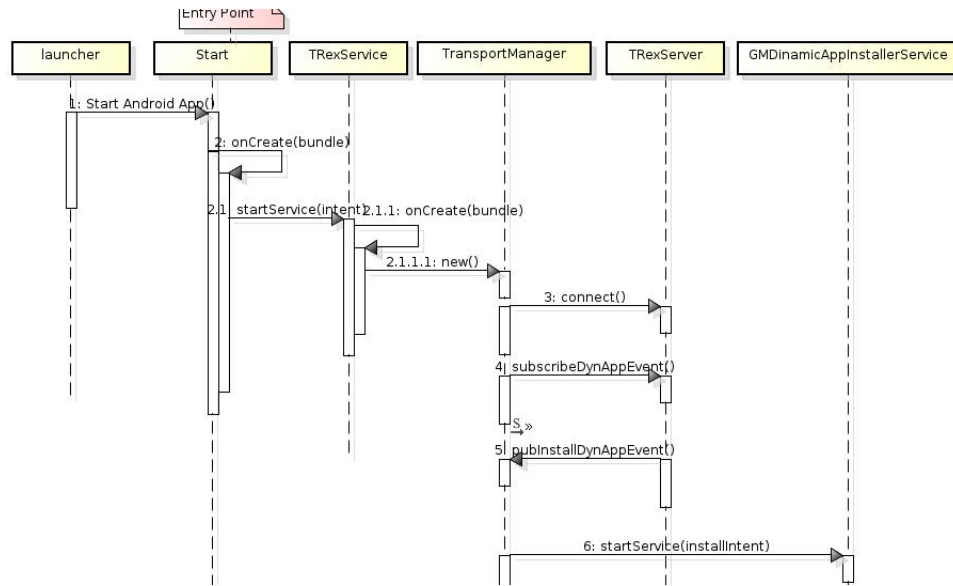 Entry Point
launcher
Start
TRexService
TransportManager
TRexServer
GMDinamicAppInstallerService
1: Start Android App()
2: onCreate(bundle)
2.1 startService(intent)
2.1.1: onCreate(bundle)
2.1.1.1: new()
3: connect()
4 subscribeDynAppEvent()
S »
5 pubInstallDynAppEvent()
6: startService(installIntent)